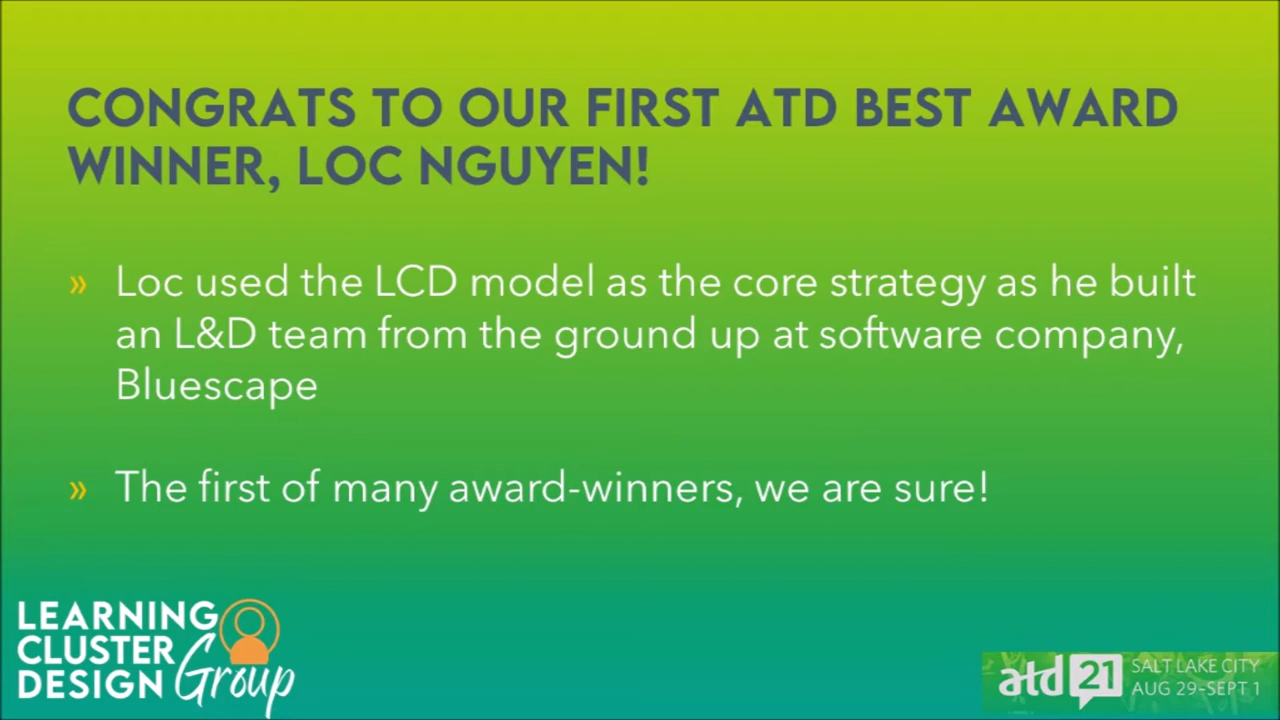 CONGRATS TO OUR FIRST ATD BEST AWARD
WINNER, LOC NGUYEN!
» Loc used the LCD model as the core strategy as he built
an L&D team from the ground up at software company,
Bluescape
» The first of many award-winners, we are sure!
LEARNING
CLUSTER
DESIGN Group
atd 21 SALT LAKE CITY
AUG 29-SEPT 1